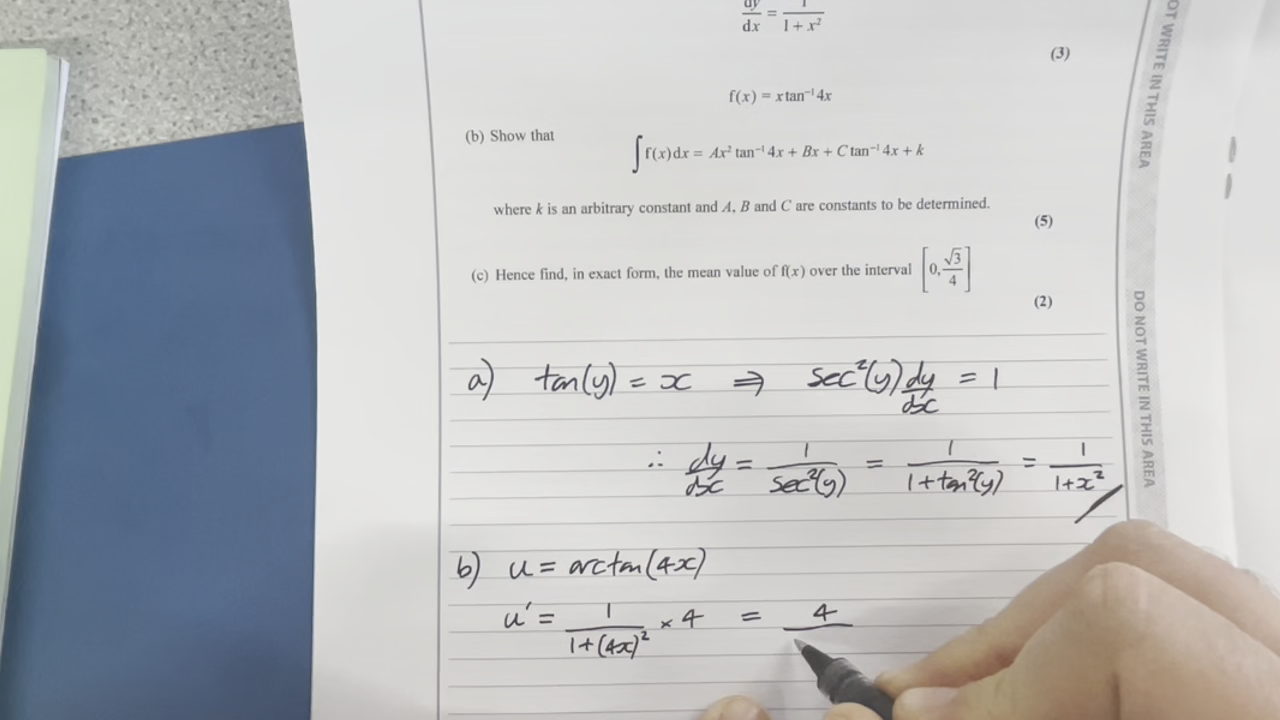 dy/dx = 1/(1 + x²)
(3)
f(x) = x tan⁻¹ 4x
(b) Show that
∫ f(x) dx = Ax² tan⁻¹ 4x + Bx + C tan⁻¹ 4x + k
where k is an arbitrary constant and A, B and C are constants to be determined.
(5)
(c) Hence find, in exact form, the mean value of f(x) over the interval [0, √3/4]
(2)
a) tan(y) = x ⇒ sec²(y) dy/dx = 1
∴ dy/dx = 1/sec²(y) = 1/(1+tan²(y)) = 1/(1+x²)
b) u = arctan(4x)
u' = 1/(1+(4x)²) × 4 = 4/
OT WRITE IN THIS AREA
DO NOT WRITE IN THIS AREA